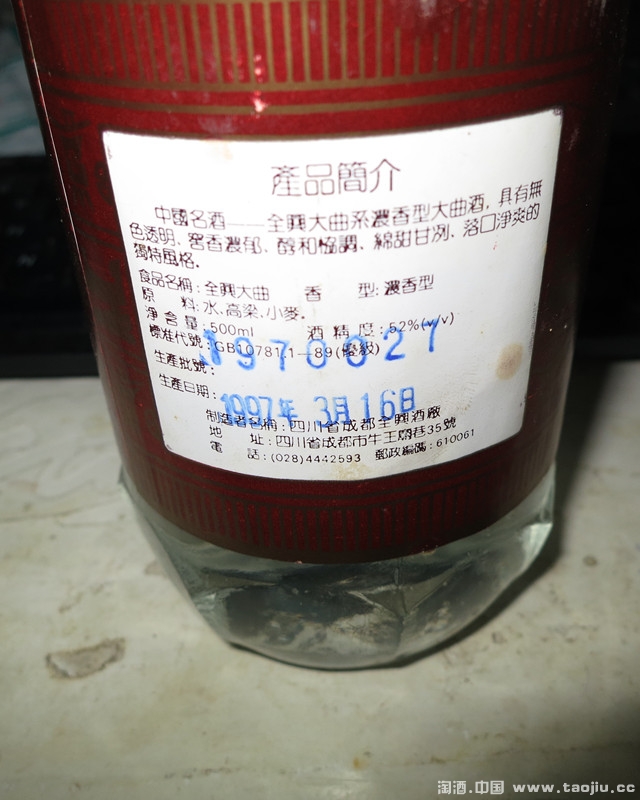 產品簡介
中國名酒——全興大曲系濃香型大曲酒,具有無
色透明、窖香濃郁、醇和協調、綿甜甘冽、洛口淨爽的
獨特風格.
食品名稱:全興大曲 香 型:濃香型
原 料:水.高梁.小麥.
淨含量:500ml 酒精度:52%(v/v)
標准代號:GB10781.1—89(優級)
生產批號:
1970027
生產日期:
1997年 3月16日
制造者名稱:四川省成都全興酒廠
地 址:四川省成都市牛王廟巷35號
電 話:(028)4442593 郵政編碼:610061
淘酒.中国 www.taojiu.cc